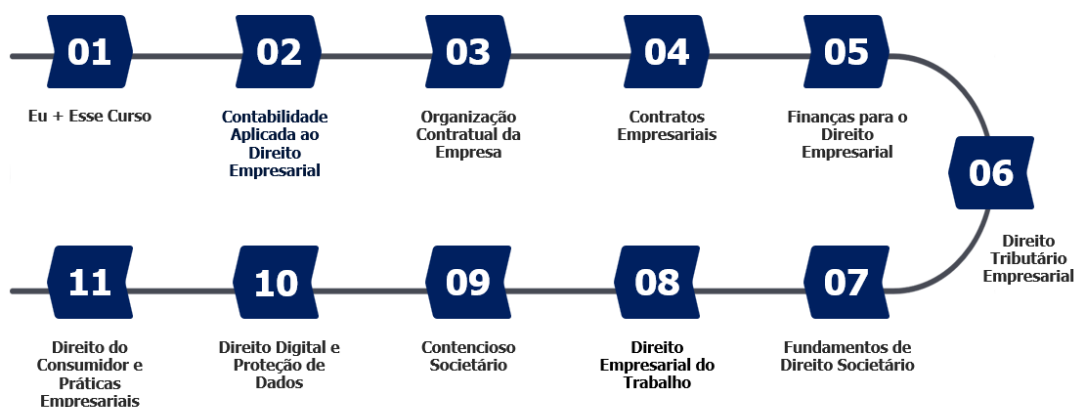 01
Eu + Esse Curso
02
Contabilidade
Aplicada ao
Direito
Empresarial
03
Organização
Contratual da
Empresa
04
Contratos
Empresariais
05
Finanças para o
Direito
Empresarial
06
Direito
Tributário
Empresarial
07
Fundamentos de
Direito Societário
08
Direito
Empresarial do
Trabalho
09
Contencioso
Societário
10
Direito Digital e
Proteção de
Dados
11
Direito do
Consumidor e
Práticas
Empresariais